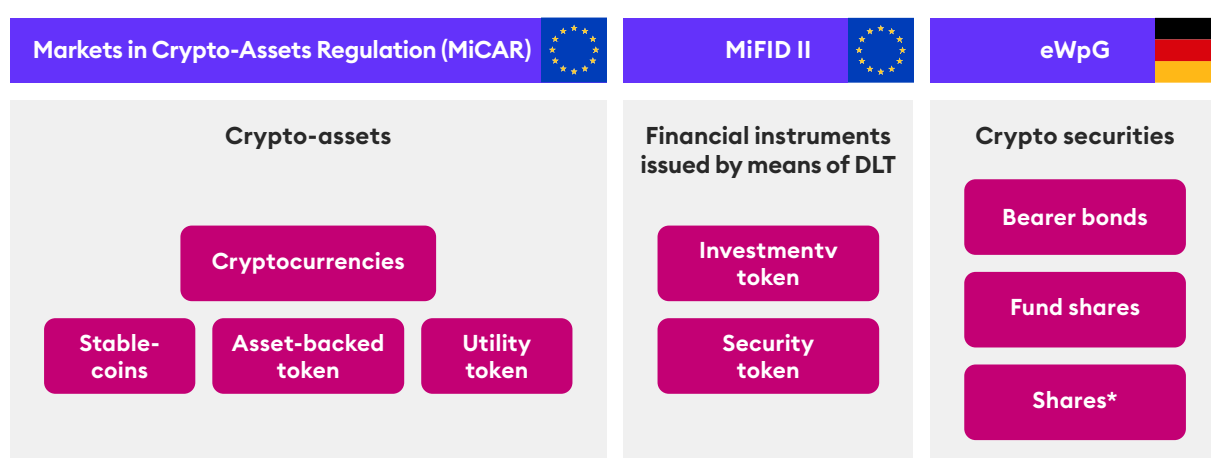 Markets in Crypto-Assets Regulation (MiCAR)
MiFID II
eWpG
Crypto-assets
Cryptocurrencies
Stable-
coins
Asset-backed
token
Utility
token
Financial instruments
issued by means of DLT
Investmentv
token
Security
token
Crypto securities
Bearer bonds
Fund shares
Shares*